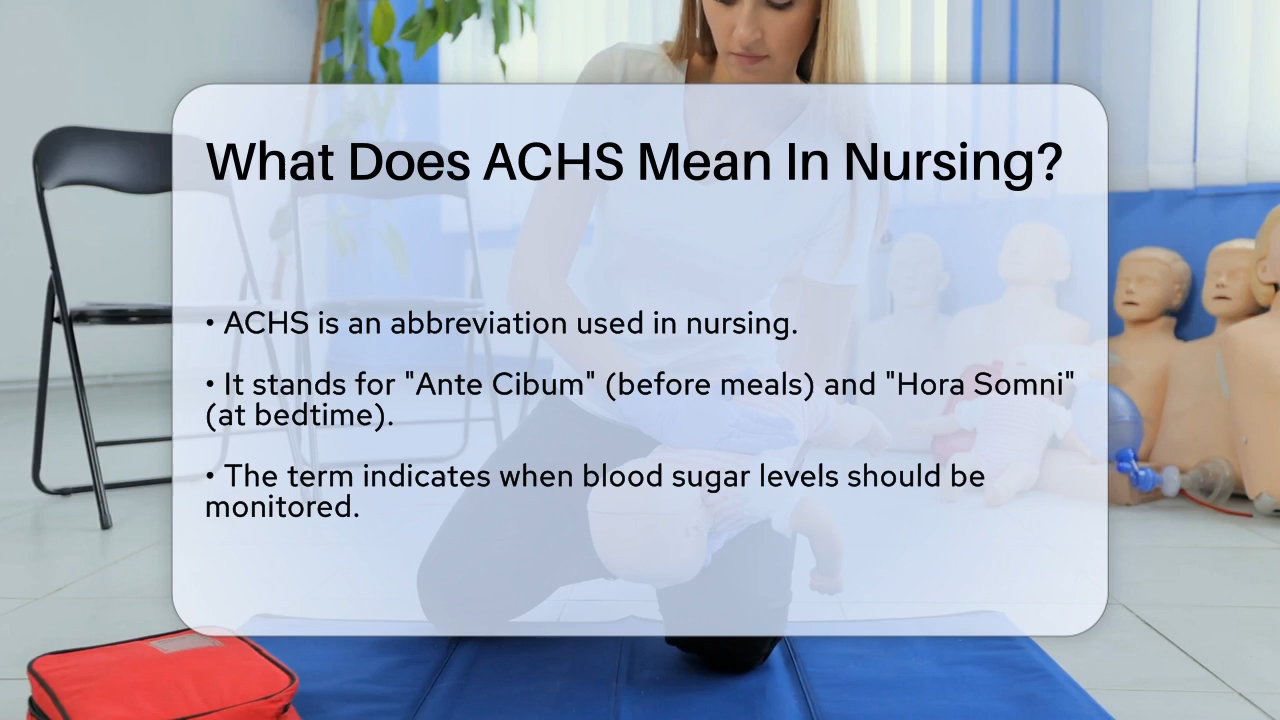 What Does ACHS Mean In Nursing?
• ACHS is an abbreviation used in nursing.
• It stands for "Ante Cibum" (before meals) and "Hora Somni"
(at bedtime).
• The term indicates when blood sugar levels should be
monitored.